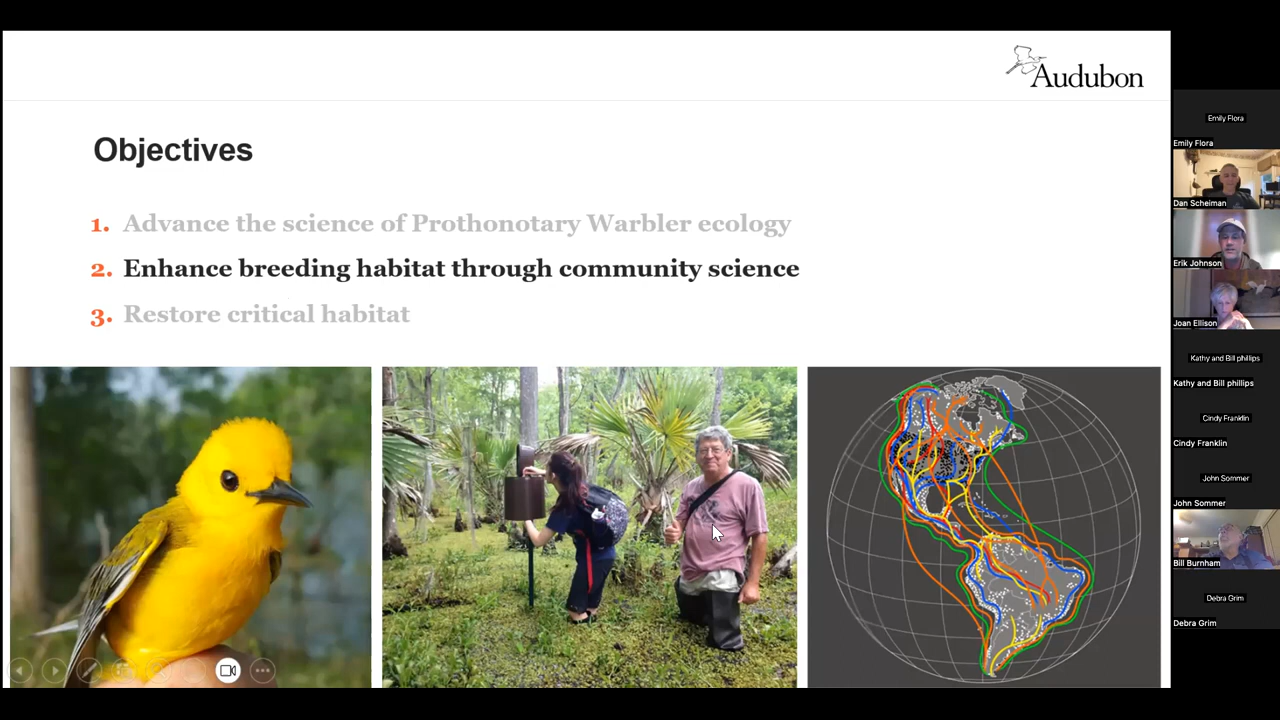 Audubon
Objectives
1. Advance the science of Prothonotary Warbler ecology
2. Enhance breeding habitat through community science
3. Restore critical habitat
Emily Flora
Emily Flora
Dan Scheiman
Erik Johnson
Joan Ellison
Kathy and Bill phillips
Kathy and Bill phillips
Cindy Franklin
Cindy Franklin
John Sommer
John Sommer
Bill Burnham
Debra Grim
Debra Grim